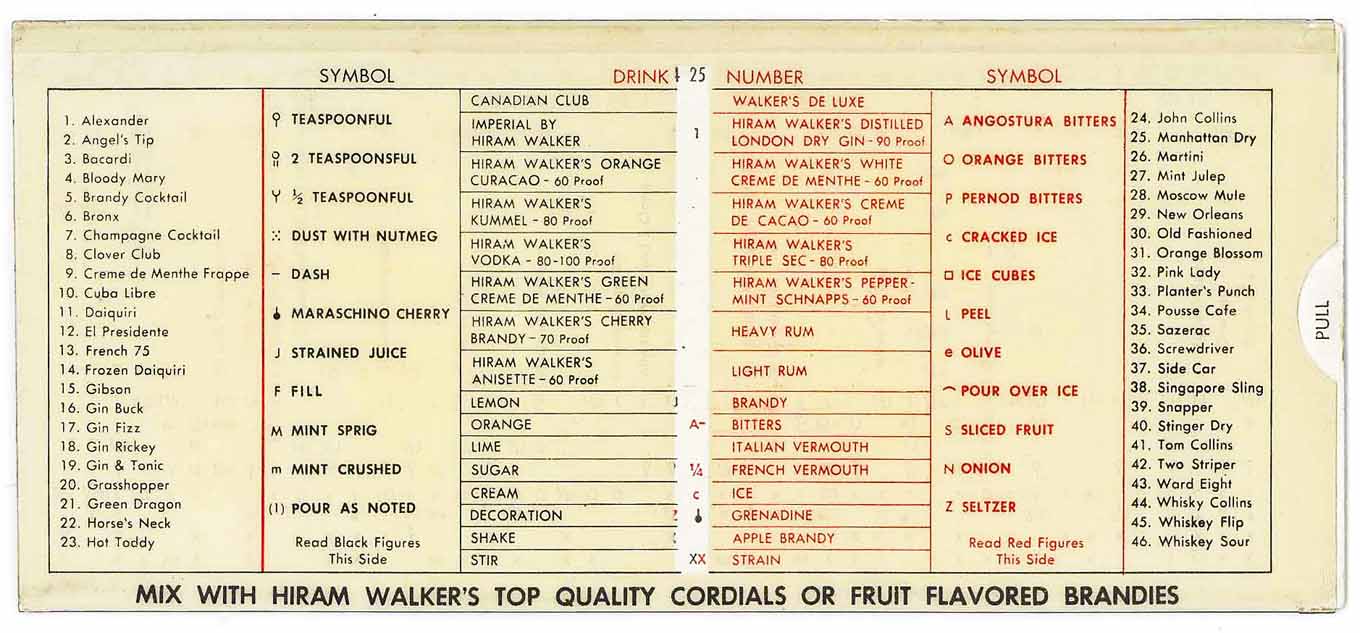 SYMBOL DRINK 25 NUMBER SYMBOL
1. Alexander
2. Angel's Tip
3. Bacardi
4. Bloody Mary
5. Brandy Cocktail
6. Bronx
7. Champagne Cocktail
8. Clover Club
9. Creme de Menthe Frappe
10. Cuba Libre
11. Daiquiri
12. El Presidente
13. French 75
14. Frozen Daiquiri
15. Gibson
16. Gin Buck
17. Gin Fizz
18. Gin Rickey
19. Gin & Tonic
20. Grasshopper
21. Green Dragon
22. Horse's Neck
23. Hot Toddy
TEASPOONFUL
2 TEASPOONSFUL
Y ½ TEASPOONFUL
DUST WITH NUTMEG
– DASH
MARASCHINO CHERRY
J STRAINED JUICE
F FILL
M MINT SPRIG
m MINT CRUSHED
(1) POUR AS NOTED
Read Black Figures
This Side
CANADIAN CLUB
IMPERIAL BY
HIRAM WALKER
HIRAM WALKER'S ORANGE
CURACAO - 60 Proof
HIRAM WALKER'S
KUMMEL - 80 Proof
HIRAM WALKER'S
VODKA - 80-100 Proof
HIRAM WALKER'S GREEN
CREME DE MENTHE - 60 Proof
HIRAM WALKER'S CHERRY
BRANDY - 70 Proof
HIRAM WALKER'S
ANISETTE - 60 Proof
LEMON
ORANGE
LIME
SUGAR
CREAM
DECORATION
SHAKE
STIR
1
A-
¼
c
XX
WALKER'S DE LUXE
HIRAM WALKER'S DISTILLED
LONDON DRY GIN - 90 Proof
HIRAM WALKER'S WHITE
CREME DE MENTHE - 60 Proof
HIRAM WALKER'S CREME
DE CACAO - 60 Proof
HIRAM WALKER'S
TRIPLE SEC - 80 Proof
HIRAM WALKER'S PEPPER-
MINT SCHNAPPS - 60 Proof
HEAVY RUM
LIGHT RUM
BRANDY
BITTERS
ITALIAN VERMOUTH
FRENCH VERMOUTH
ICE
GRENADINE
APPLE BRANDY
STRAIN
A ANGOSTURA BITTERS
O ORANGE BITTERS
P PERNOD BITTERS
c CRACKED ICE
□ ICE CUBES
L PEEL
e OLIVE
⌒ POUR OVER ICE
S SLICED FRUIT
N ONION
Z SELTZER
Read Red Figures
This Side
24. John Collins
25. Manhattan Dry
26. Martini
27. Mint Julep
28. Moscow Mule
29. New Orleans
30. Old Fashioned
31. Orange Blossom
32. Pink Lady
33. Planter's Punch
34. Pousse Cafe
35. Sazerac
36. Screwdriver
37. Side Car
38. Singapore Sling
39. Snapper
40. Stinger Dry
41. Tom Collins
42. Two Striper
43. Ward Eight
44. Whisky Collins
45. Whiskey Flip
46. Whiskey Sour
PULL
MIX WITH HIRAM WALKER'S TOP QUALITY CORDIALS OR FRUIT FLAVORED BRANDIES